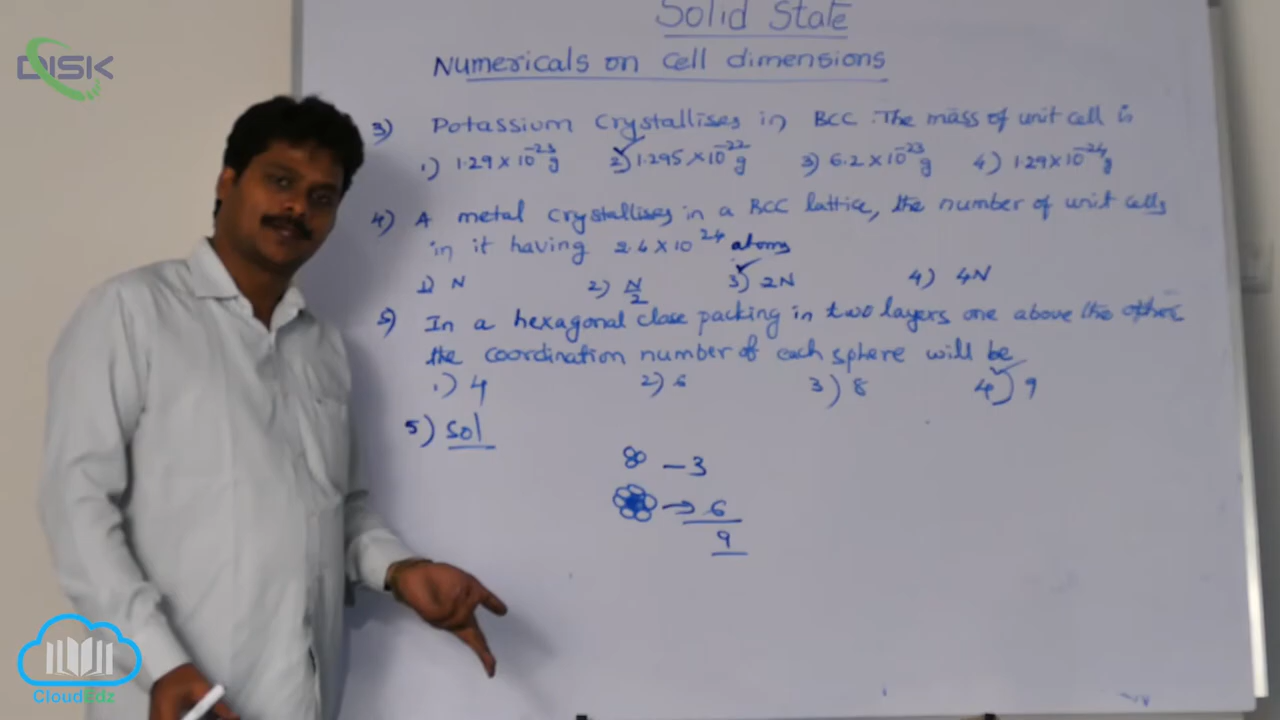 DISK
Solid State
Numericals on cell dimensions
3) Potassium crystallises in BCC. The mass of unit cell is
1.) 1.29 × 10⁻²³ g 2) 1.295 × 10⁻²² g 3) 6.2 × 10⁻²³ g 4) 1.29 × 10⁻²⁴ g
4) A metal crystallises in a BCC lattice, the number of unit cells
in it having 2.4 × 10²⁴ atoms
1) N 2) N/2 3) 2N 4) 4N
5) In a hexagonal close packing in two layers one above the other
the coordination number of each sphere will be
1.) 4 2) 6 3) 8 4) 9
5) Sol
— 3
→ 6
9
CloudEdz